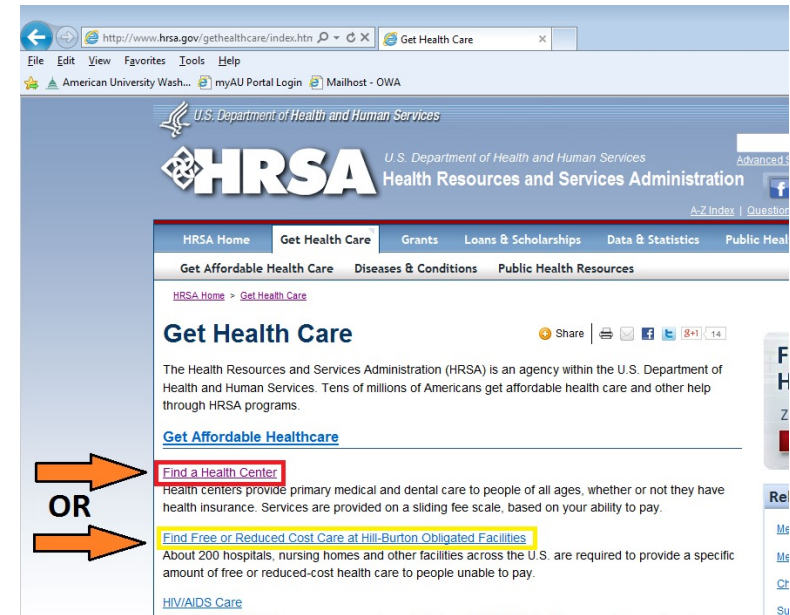 http://www.hrsa.gov/gethealthcare/index.htn
Get Health Care
File Edit View Favorites Tools Help
American University Wash... myAU Portal Login Mailhost - OWA
U.S. Department of Health and Human Services
HRSA
U.S. Department of Health and Human Services
Advanced S
Health Resources and Services Administration
A-Z Index | Question
HRSA Home Get Health Care Grants Loans & Scholarships Data & Statistics Public Heal
Get Affordable Health Care Diseases & Conditions Public Health Resources
HRSA Home > Get Health Care
Get Health Care
Share 8+1 14
The Health Resources and Services Administration (HRSA) is an agency within the U.S. Department of
Health and Human Services. Tens of millions of Americans get affordable health care and other help
through HRSA programs.
Get Affordable Healthcare
Find a Health Center
Health centers provide primary medical and dental care to people of all ages, whether or not they have
health insurance. Services are provided on a sliding fee scale, based on your ability to pay.
OR
Find Free or Reduced Cost Care at Hill-Burton Obligated Facilities
About 200 hospitals, nursing homes and other facilities across the U.S. are required to provide a specific
amount of free or reduced-cost health care to people unable to pay.
HIV/AIDS Care
F
H
Z
Rel
Me
Me
Ch
Su